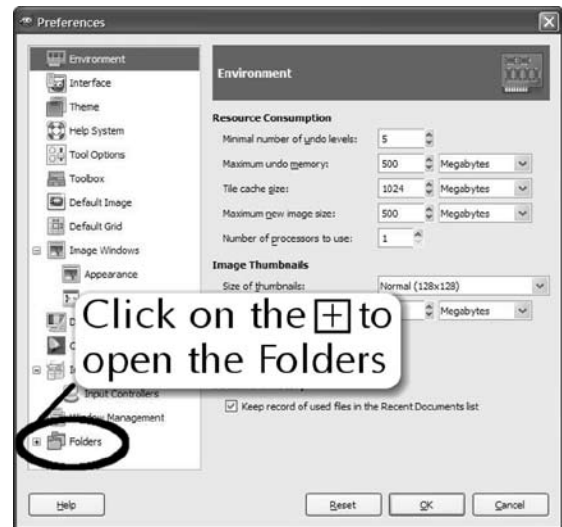 Preferences
Environment
Interface
Theme
Help System
Tool Options
Toolbox
Default Image
Default Grid
Image Windows
Appearance
Input Controllers
Window Management
Folders
Environment
Resource Consumption
Minimal number of undo levels: 5
Maximum undo memory: 500 Megabytes
Tile cache size: 1024 Megabytes
Maximum new image size: 500 Megabytes
Number of processors to use: 1
Image Thumbnails
Size of thumbnails: Normal (128x128)
Megabytes
Click on the + to
open the Folders
Keep record of used files in the Recent Documents list
Help
Reset
OK
Cancel